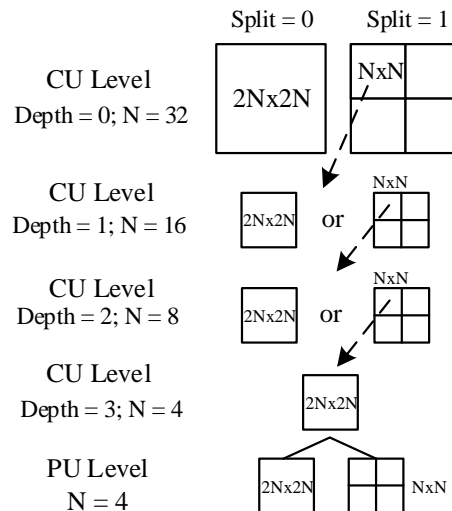 Split = 0 Split = 1
CU Level
Depth = 0; N = 32
2Nx2N
NxN
CU Level
Depth = 1; N = 16
2Nx2N
or
NxN
CU Level
Depth = 2; N = 8
2Nx2N
or
NxN
CU Level
Depth = 3; N = 4
2Nx2N
PU Level
N = 4
2Nx2N
NxN